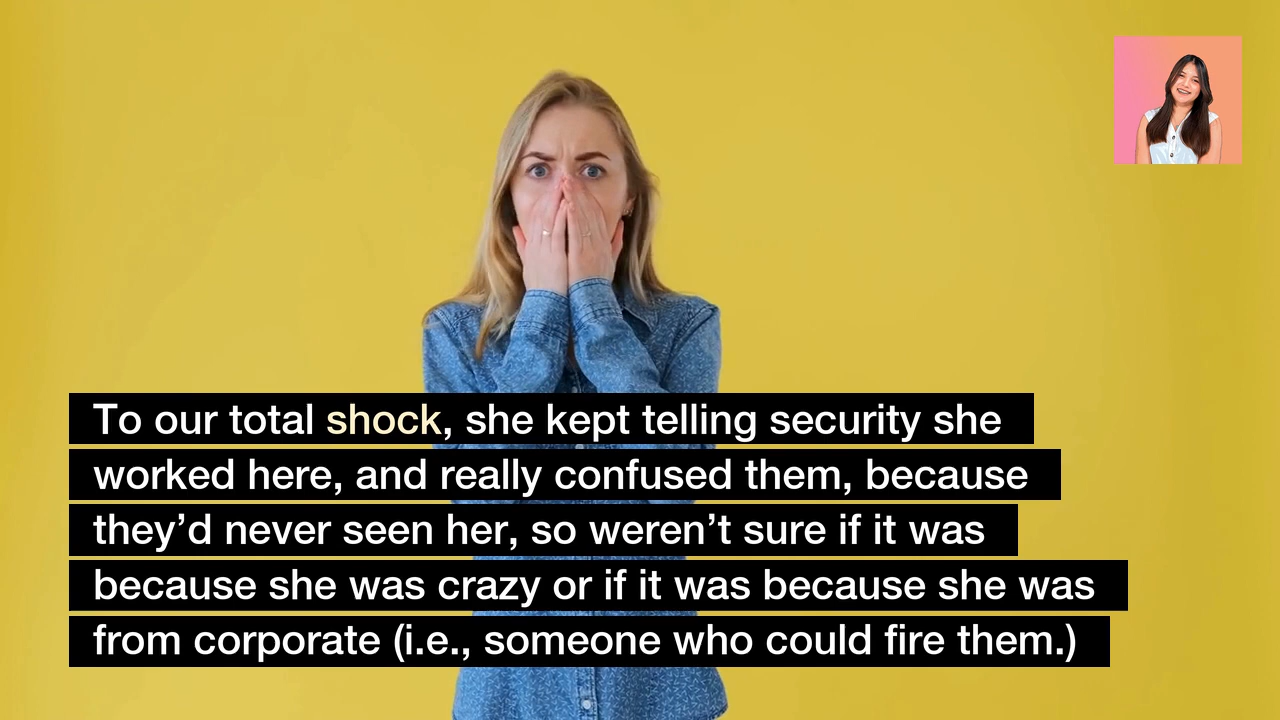 To our total shock, she kept telling security she
worked here, and really confused them, because
they’d never seen her, so weren’t sure if it was
because she was crazy or if it was because she was
from corporate (i.e., someone who could fire them.)